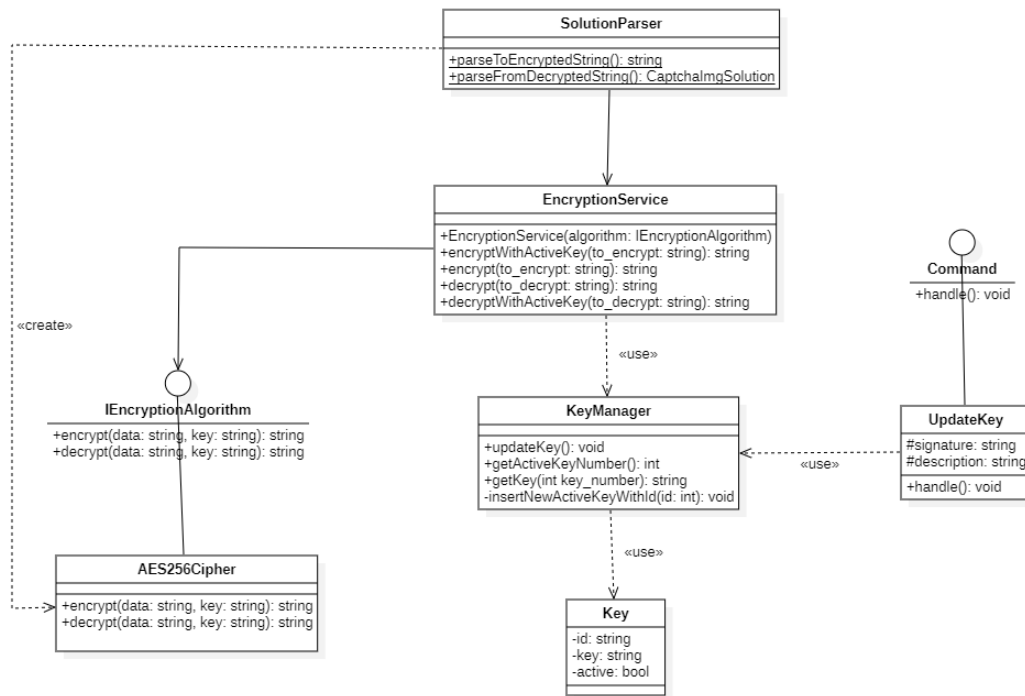 SolutionParser
+parseToEncryptedString(): string
+parseFromDecryptedString(): CaptchaImgSolution
EncryptionService
+EncryptionService(algorithm: IEncryptionAlgorithm)
+encryptWithActiveKey(to_encrypt: string): string
+encrypt(to_encrypt: string): string
+decrypt(to_decrypt: string): string
+decryptWithActiveKey(to_decrypt: string): string
Command
+handle(): void
«create»
«use»
IEncryptionAlgorithm
+encrypt(data: string, key: string): string
+decrypt(data: string, key: string): string
KeyManager
+updateKey(): void
+getActiveKeyNumber(): int
+getKey(int key_number): string
-insertNewActiveKeyWithId(id: int): void
«use»
UpdateKey
#signature: string
#description: string
+handle(): void
«use»
AES256Cipher
+encrypt(data: string, key: string): string
+decrypt(data: string, key: string): string
Key
-id: string
-key: string
-active: bool